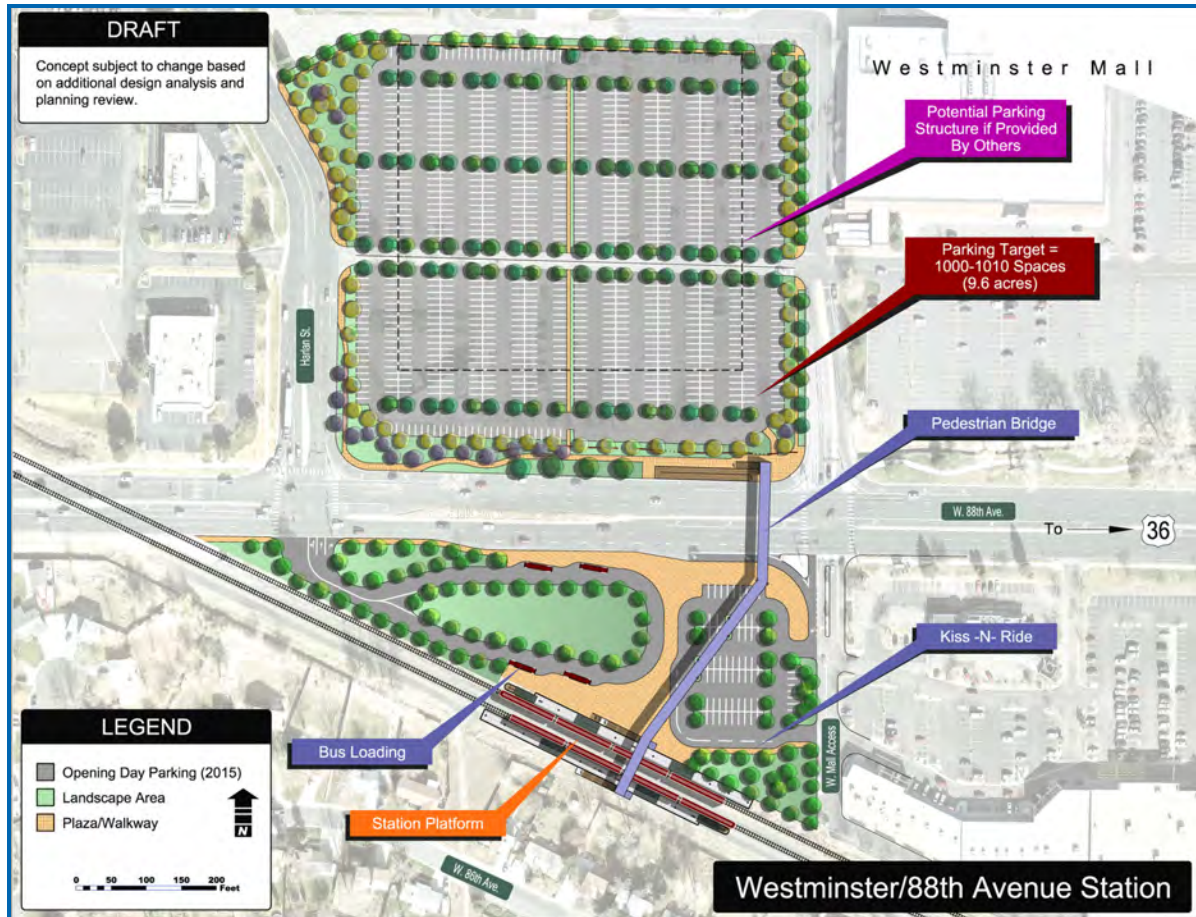 DRAFT
Concept subject to change based
on additional design analysis and
planning review.
Westminster Mall
Potential Parking
Structure if Provided
By Others
Parking Target =
1000-1010 Spaces
(9.6 acres)
Harlan St.
Pedestrian Bridge
W. 88th Ave.
To
36
Kiss -N- Ride
LEGEND
Opening Day Parking (2015)
Landscape Area
Plaza/Walkway
N
0 50 100 150 200
Feet
Bus Loading
Station Platform
W. Mall Access
W. 86th Ave.
Westminster/88th Avenue Station